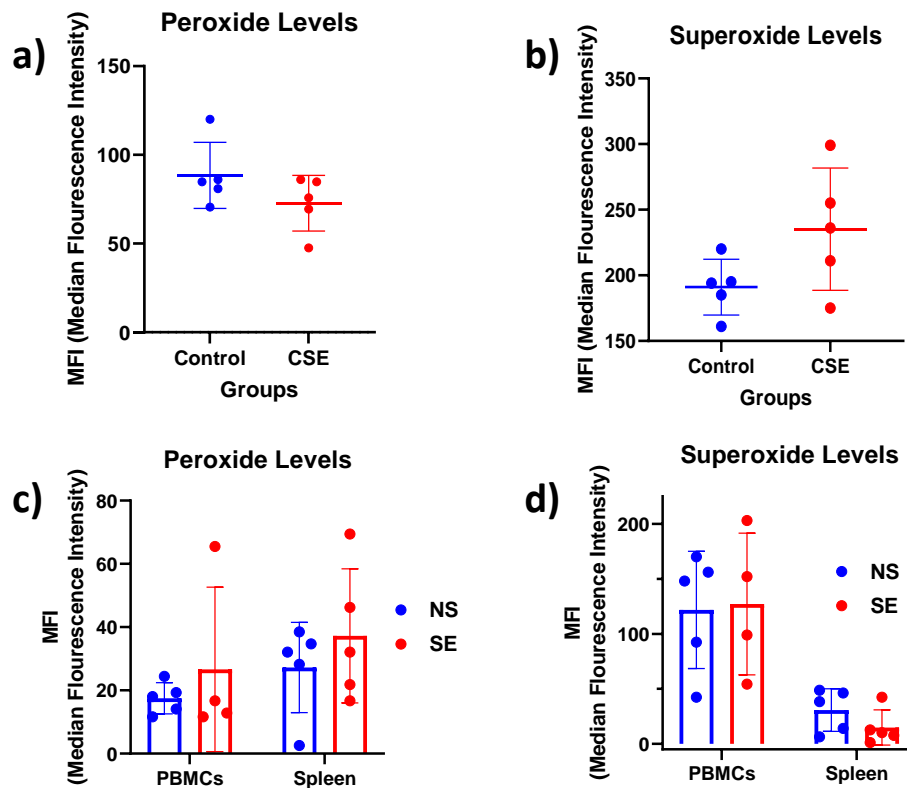 a)
Peroxide Levels
MFI (Median Flourescence Intensity)
150
100
50
0
Control
CSE
Groups
b)
Superoxide Levels
MFI (Median Flourescence Intensity)
350
300
250
200
150
Control
CSE
Groups
c)
Peroxide Levels
MFI
(Median Flourescence Intensity)
80
60
40
20
0
PBMCs
Spleen
NS
SE
d)
Superoxide Levels
MFI
(Median Flourescence Intensity)
200
100
0
PBMCs
Spleen
NS
SE